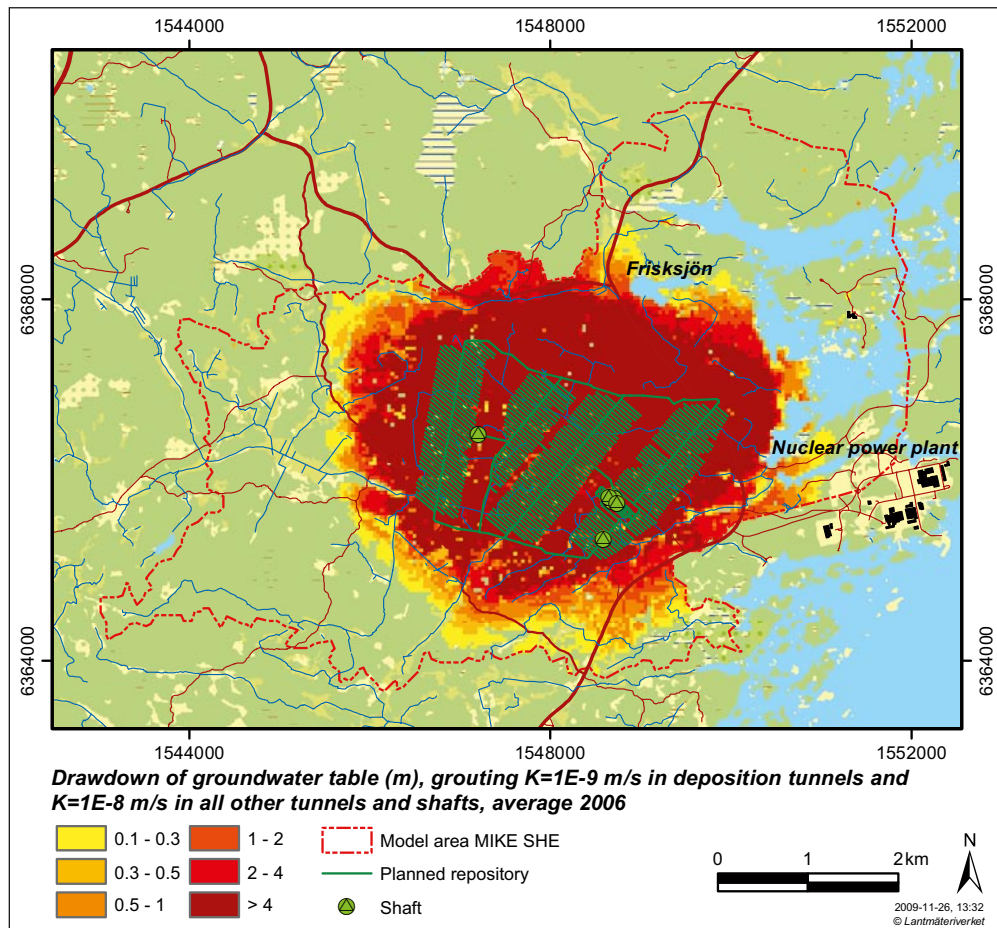 1544000 1548000 1552000
6368000 6368000
Frisksjön
Nuclear power plant
6364000 6364000
1544000 1548000 1552000
Drawdown of groundwater table (m), grouting K=1E-9 m/s in deposition tunnels and
K=1E-8 m/s in all other tunnels and shafts, average 2006
0.1 - 0.3 1 - 2 Model area MIKE SHE
0.3 - 0.5 2 - 4 Planned repository
0.5 - 1 > 4 Shaft
0 1 2 km
N
2009-11-26, 13:32
© Lantmäteriverket